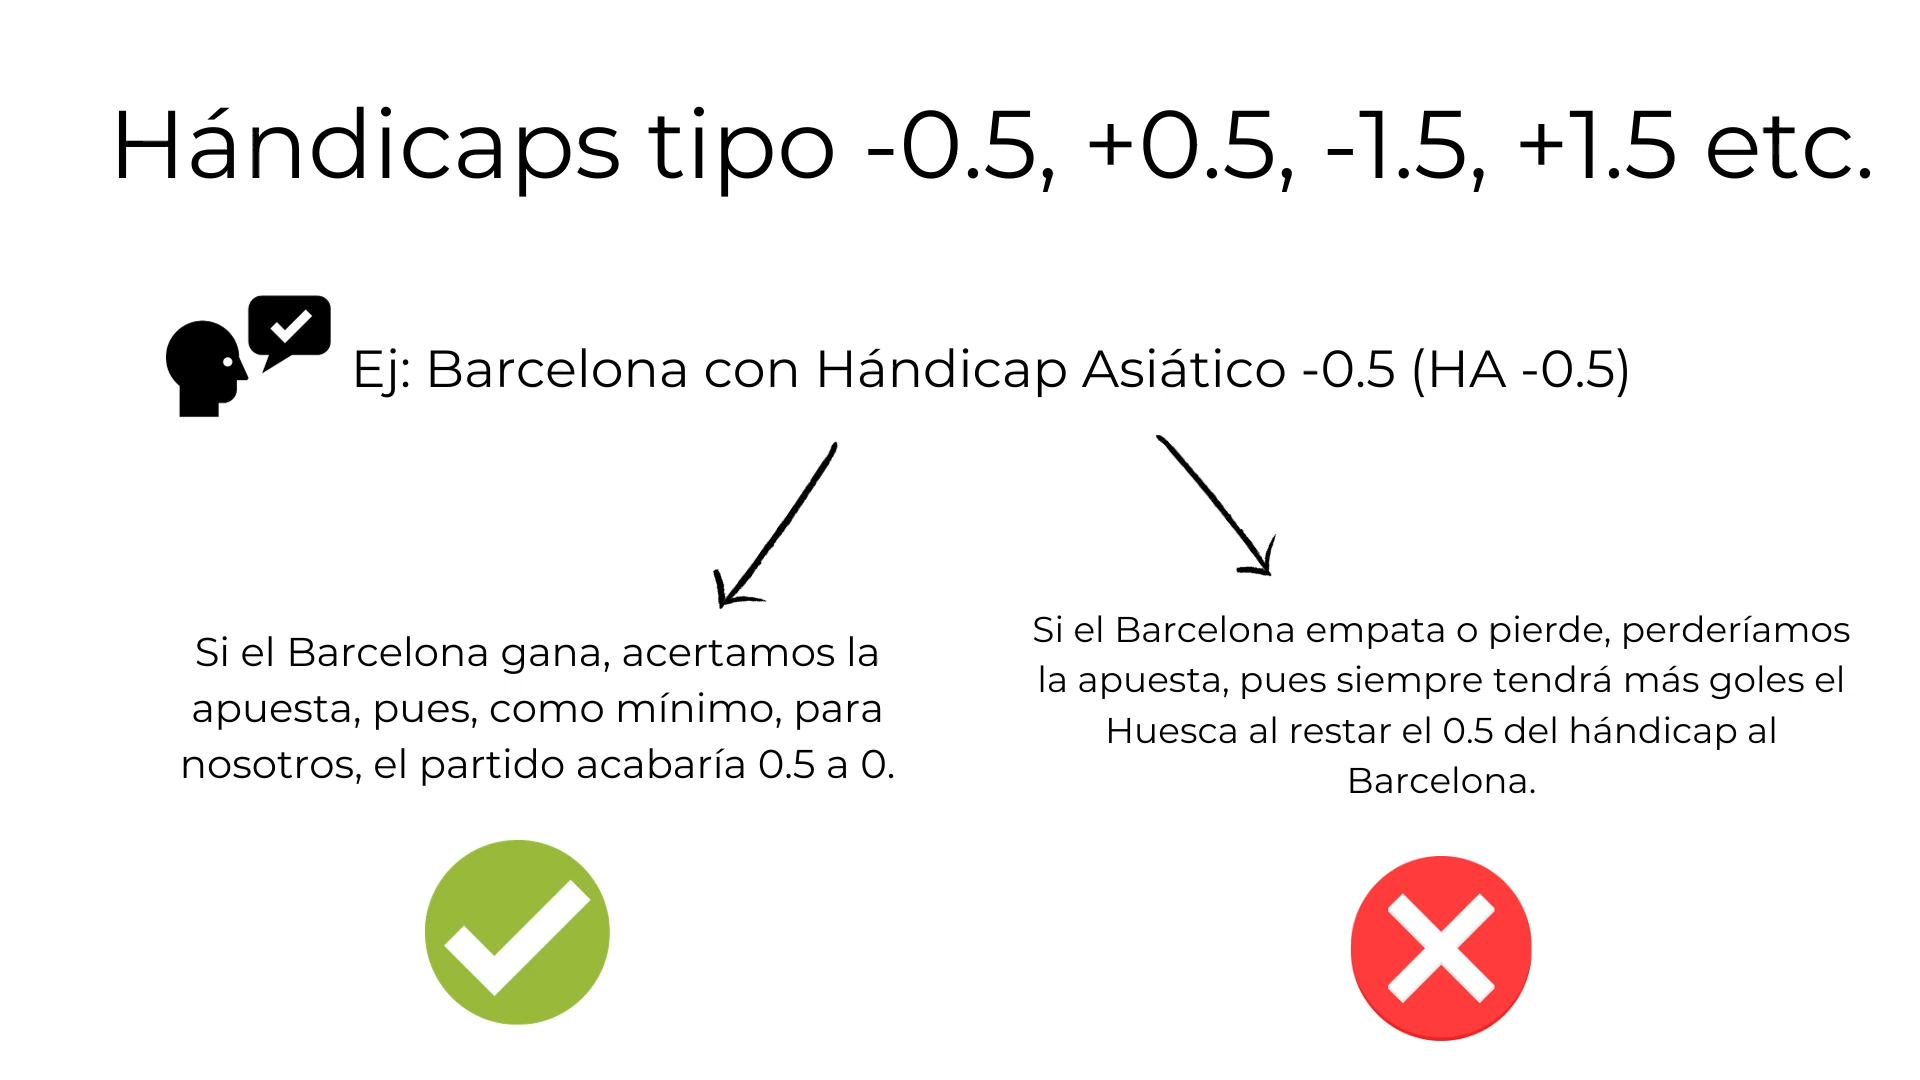 Hándicaps tipo -0.5, +0.5, -1.5, +1.5 etc.
Ej: Barcelona con Hándicap Asiático -0.5 (HA -0.5)
Si el Barcelona gana, acertamos la
apuesta, pues, como mínimo, para
nosotros, el partido acabaría 0.5 a 0.
Si el Barcelona empata o pierde, perderíamos
la apuesta, pues siempre tendrá más goles el
Huesca al restar el 0.5 del hándicap al
Barcelona.